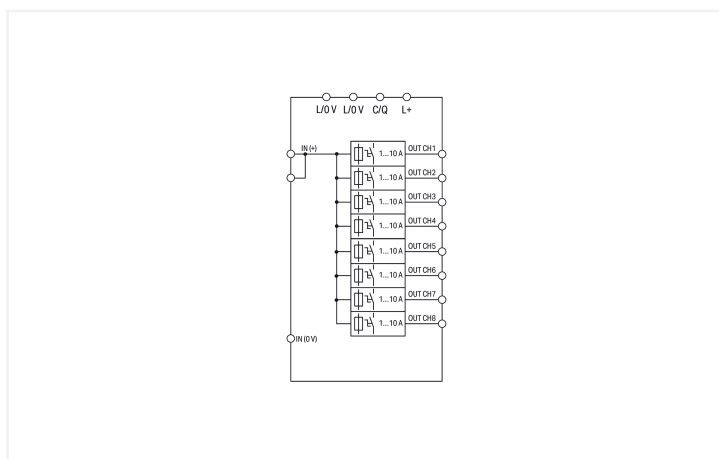 L/0 V L/0 V C/Q L+
IN (+)
1...10 A OUT CH1
1...10 A OUT CH2
1...10 A OUT CH3
1...10 A OUT CH4
1...10 A OUT CH5
1...10 A OUT CH6
1...10 A OUT CH7
1...10 A OUT CH8
IN (0 V)